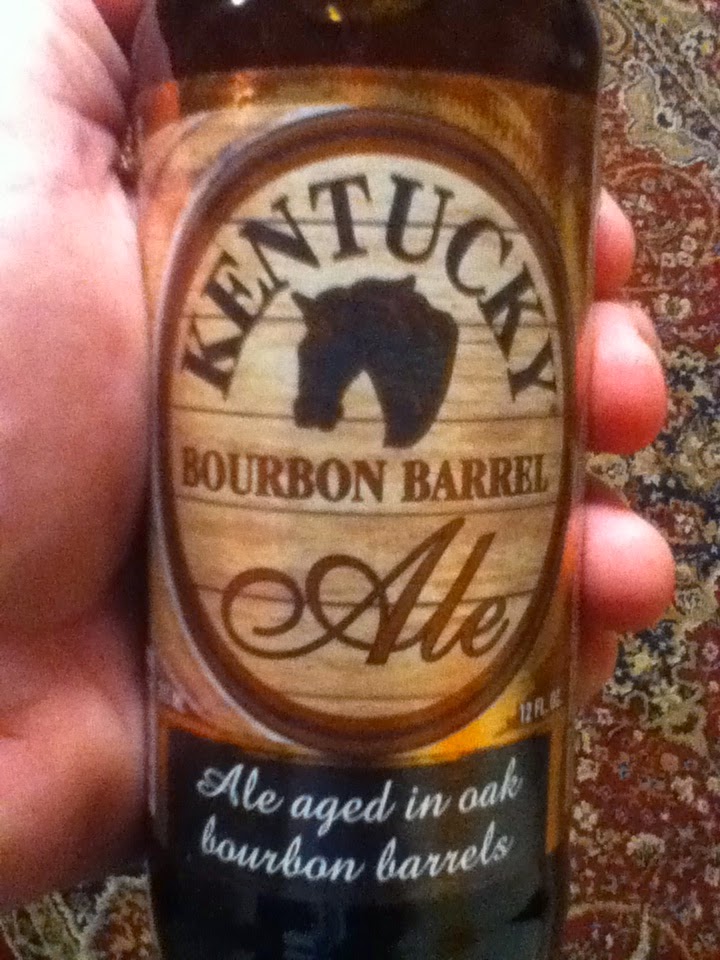 KENTUCKY
BOURBON BARREL
Ale
12 FL. OZ.
Ale aged in oak
bourbon barrels